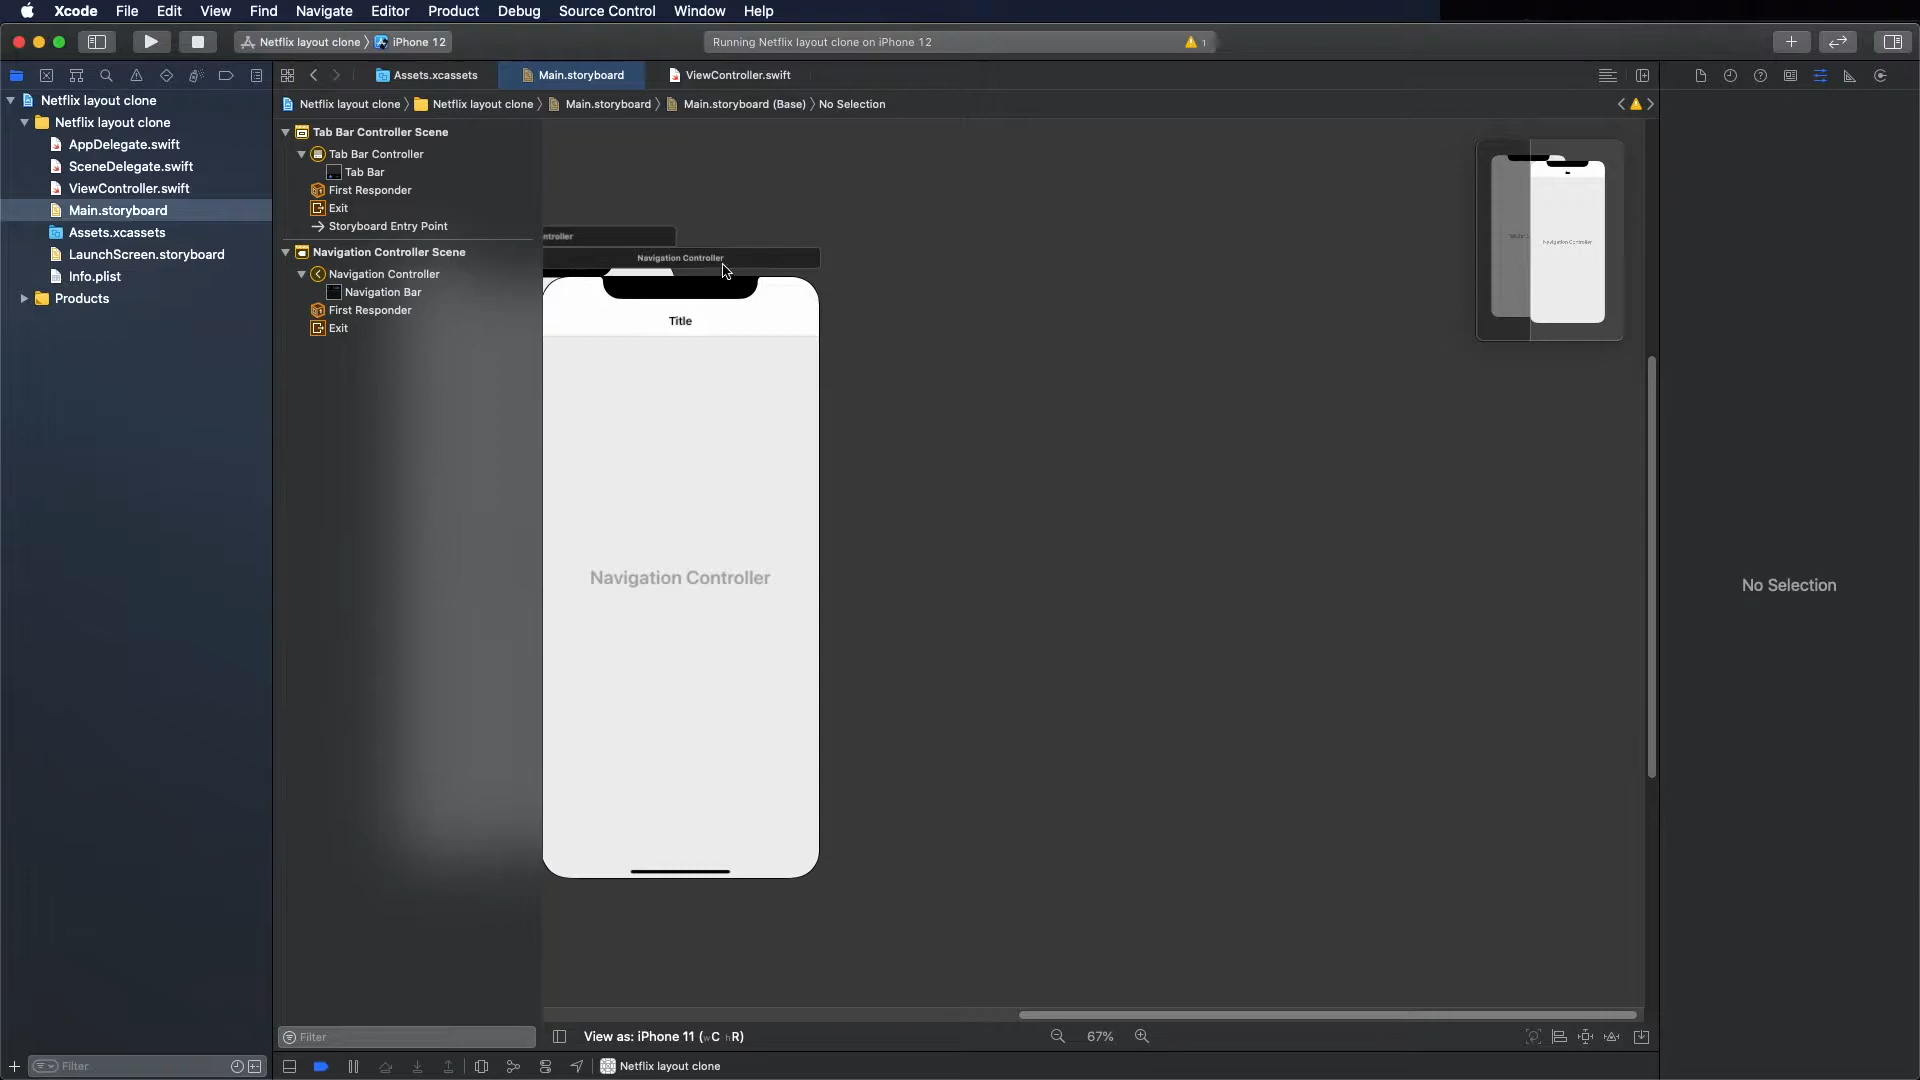 Xcode File Edit View Find Navigate Editor Product Debug Source Control Window Help
Netflix layout clone 〉 iPhone 12
Running Netflix layout clone on iPhone 12
1
Assets.xcassets
Main.storyboard
ViewController.swift
Netflix layout clone 〉 Netflix layout clone 〉 Main.storyboard 〉 Main.storyboard (Base) 〉 No Selection
Netflix layout clone
Netflix layout clone
AppDelegate.swift
SceneDelegate.swift
ViewController.swift
Main.storyboard
Assets.xcassets
LaunchScreen.storyboard
Info.plist
Products
Tab Bar Controller Scene
Tab Bar Controller
Tab Bar
First Responder
Exit
Storyboard Entry Point
Navigation Controller Scene
Navigation Controller
Navigation Bar
First Responder
Exit
ntroller
Navigation Controller
Title
Navigation Controller
Navigation Controller
No Selection
Filter
View as: iPhone 11 (wC hR)
67%
Filter
Netflix layout clone